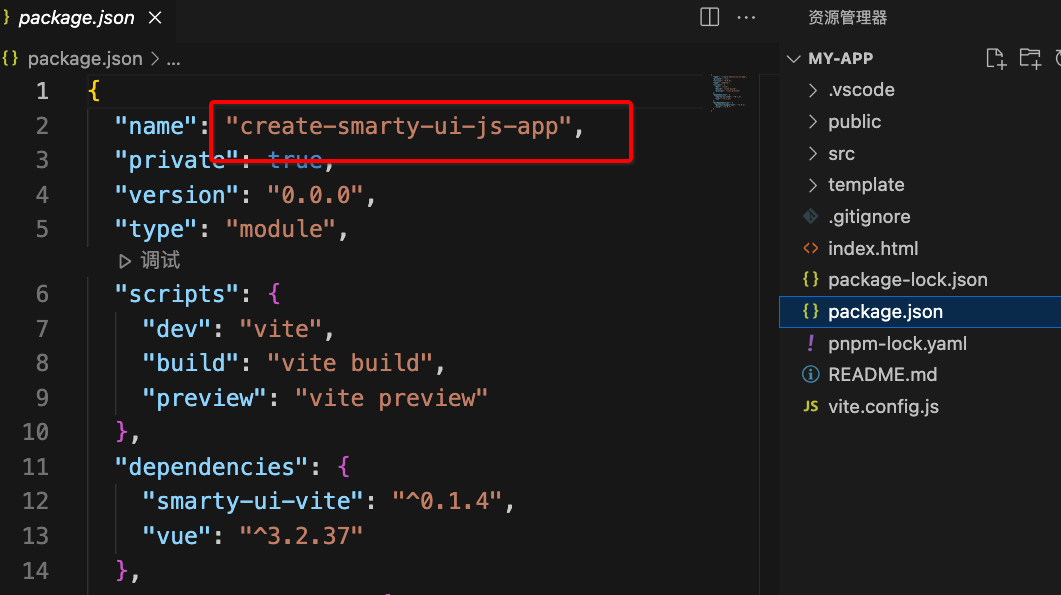 package.json
package.json > ...
1 {
2 "name": "create-smarty-ui-js-app",
3 "private": true,
4 "version": "0.0.0",
5 "type": "module",
调试
6 "scripts": {
7 "dev": "vite",
8 "build": "vite build",
9 "preview": "vite preview"
10 },
11 "dependencies": {
12 "smarty-ui-vite": "^0.1.4",
13 "vue": "^3.2.37"
14 },
资源管理器
MY-APP
.vscode
public
src
template
.gitignore
index.html
package-lock.json
package.json
pnpm-lock.yaml
README.md
JS vite.config.js